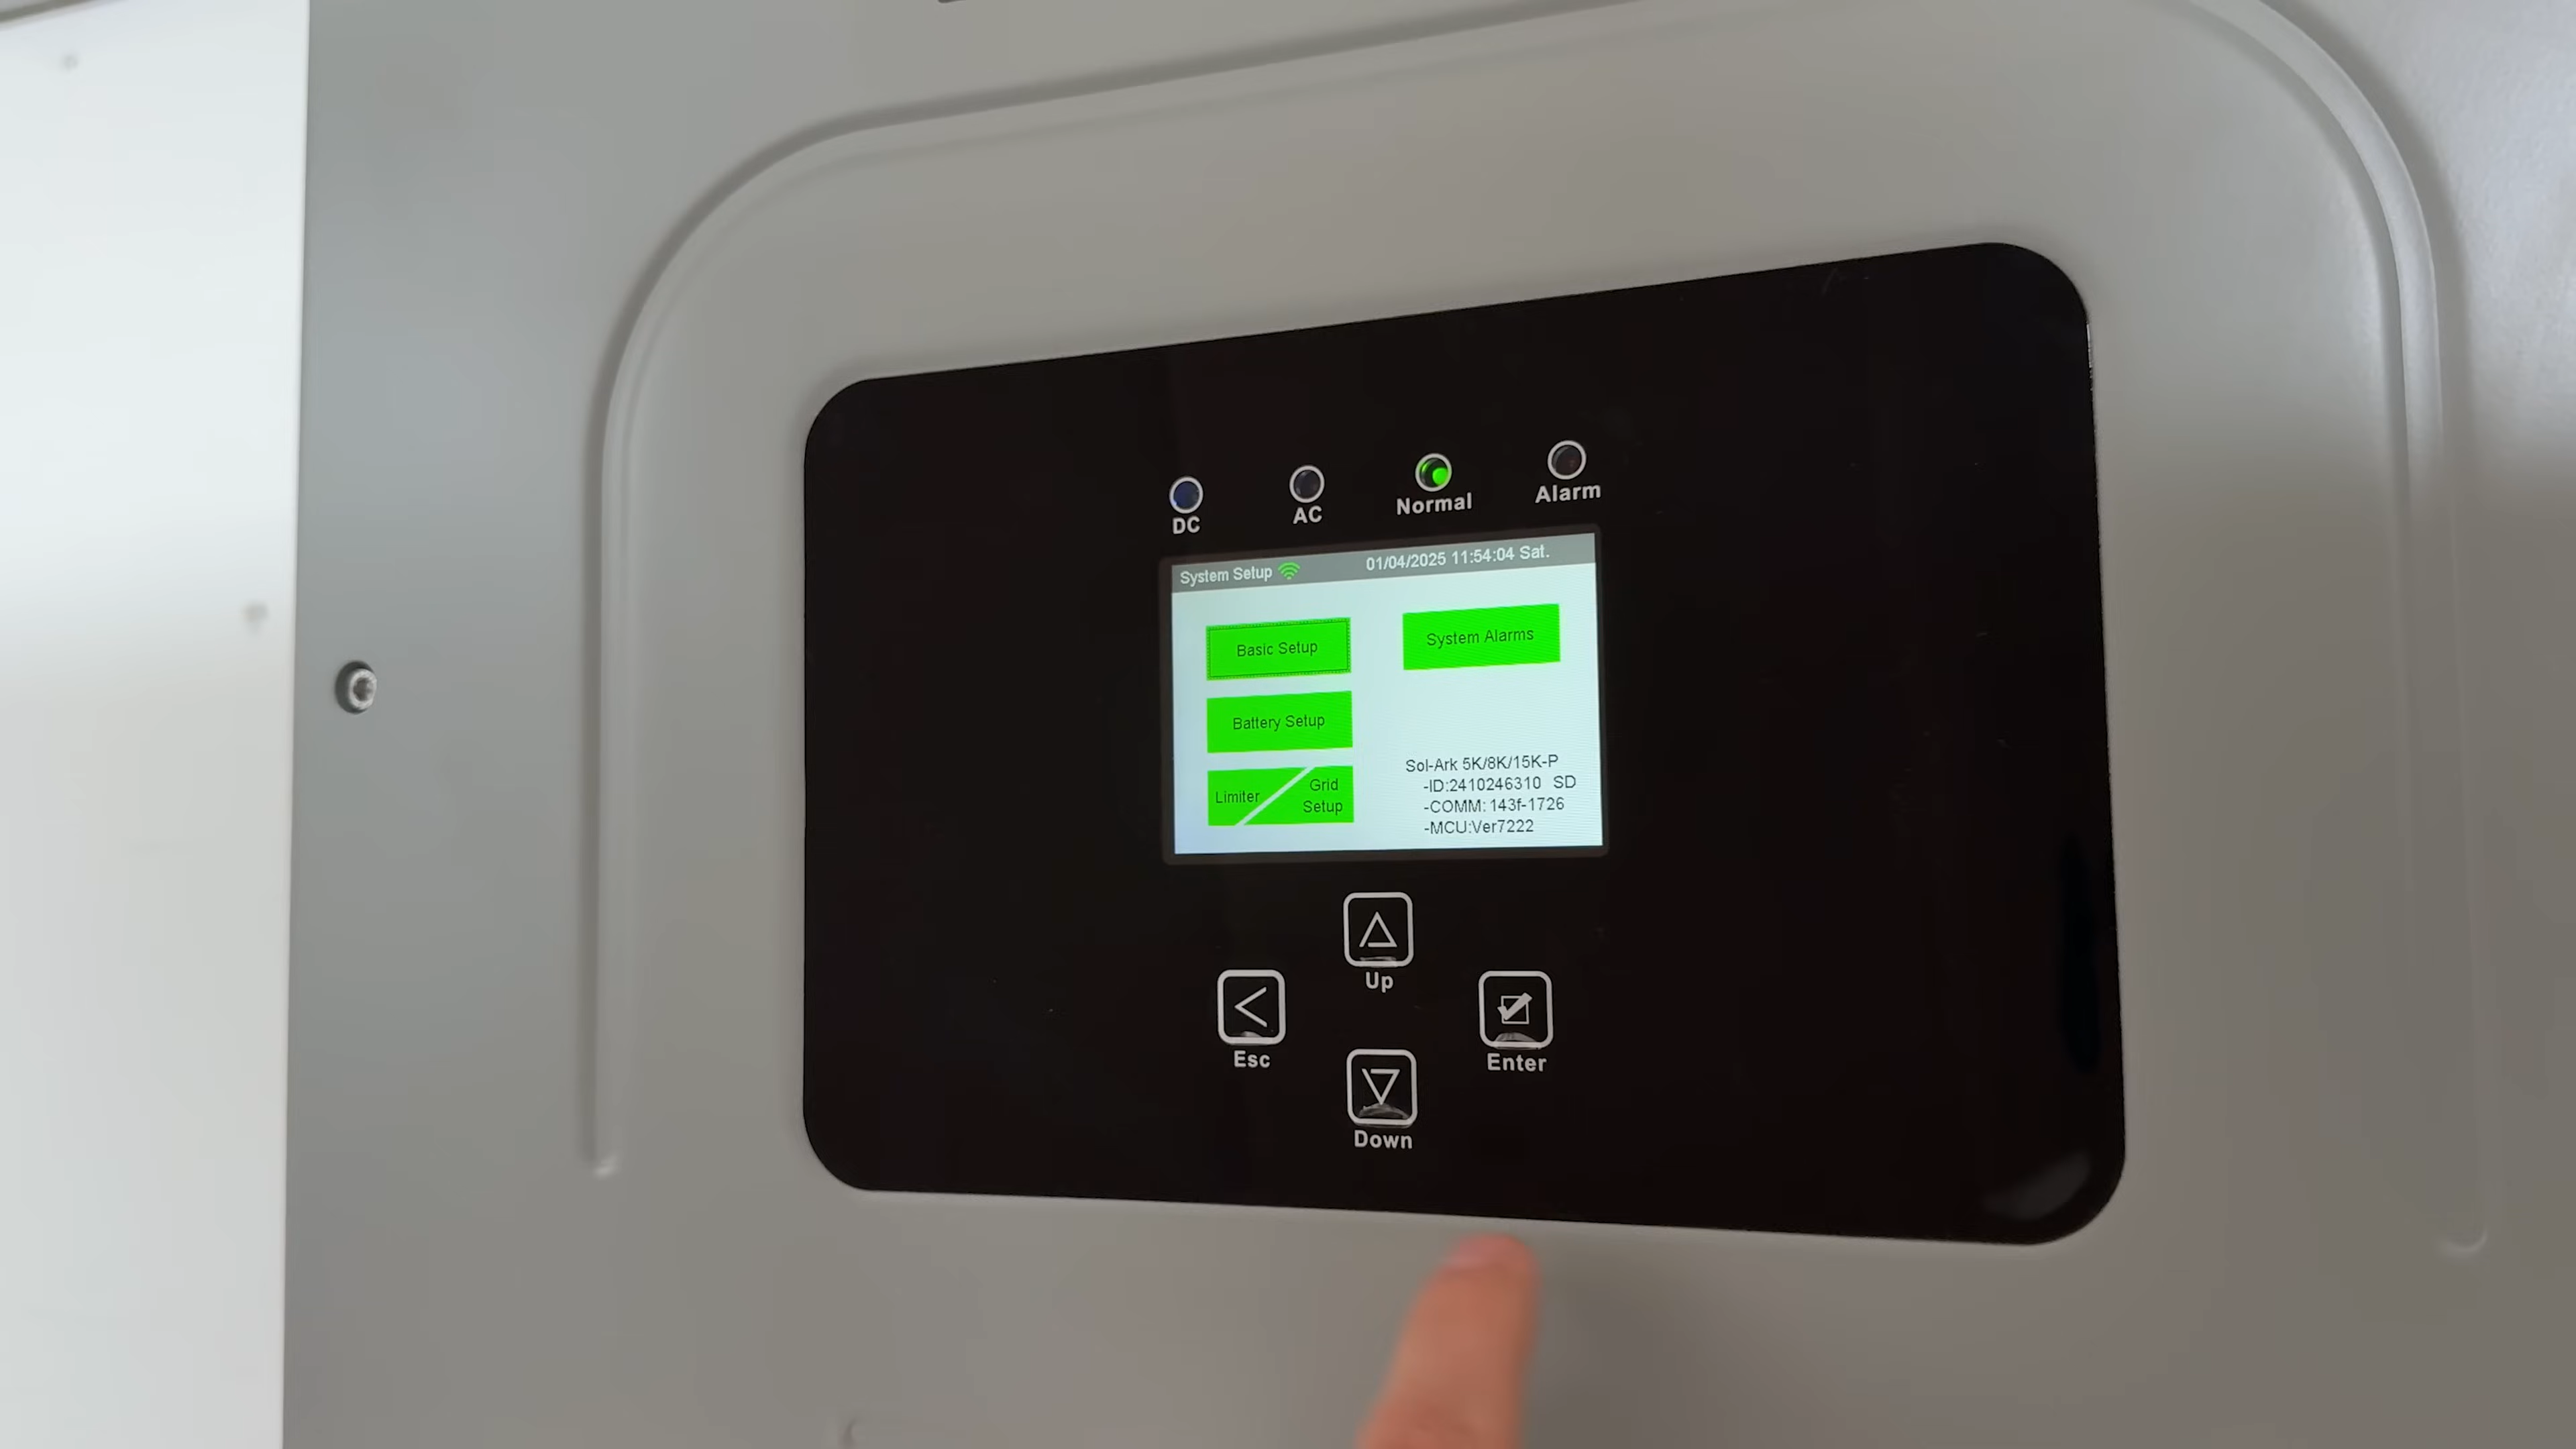 DC
AC
Normal
Alarm
System Setup 01/04/2025 11:54:04 Sat.
Basic Setup
System Alarms
Battery Setup
Limiter
Grid
Setup
Sol-Ark 5K/8K/15K-P
-ID:2410246310 SD
-COMM: 143f-1726
-MCU:Ver7222
Up
Esc
Enter
Down